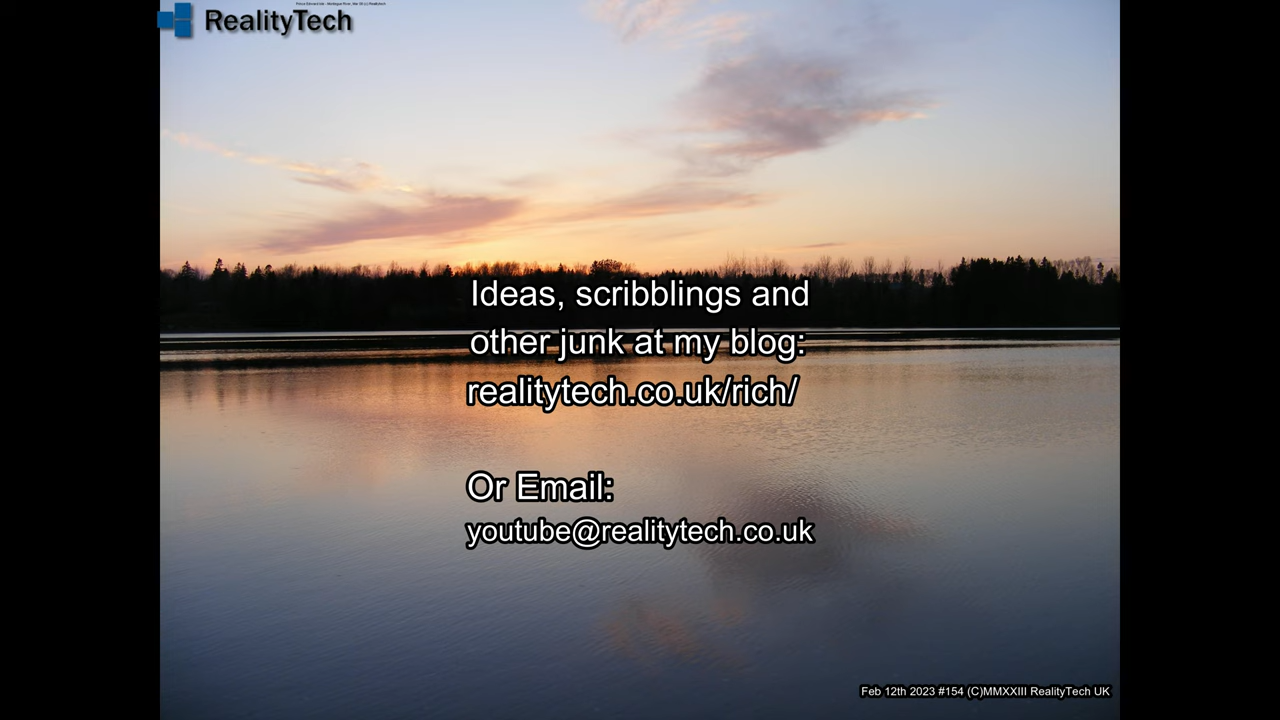 RealityTech
Ideas, scribblings and
other junk at my blog:
realitytech.co.uk/rich/
Or Email:
youtube@realitytech.co.uk
Feb 12th 2023 #154 (C)MMXXIII RealityTech UK